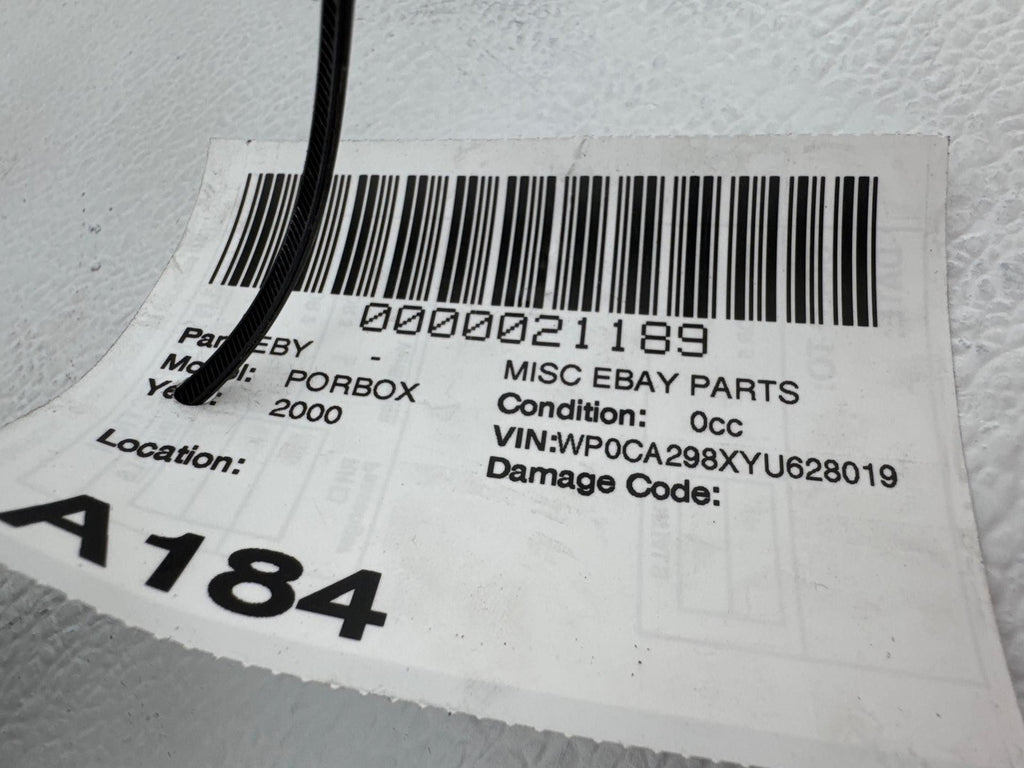 0000021189
EBY - MISC EBAY PARTS
PORBOX Condition: 0cc
2000 VIN:WP0CA298XYU628019
Location: Damage Code:
A184